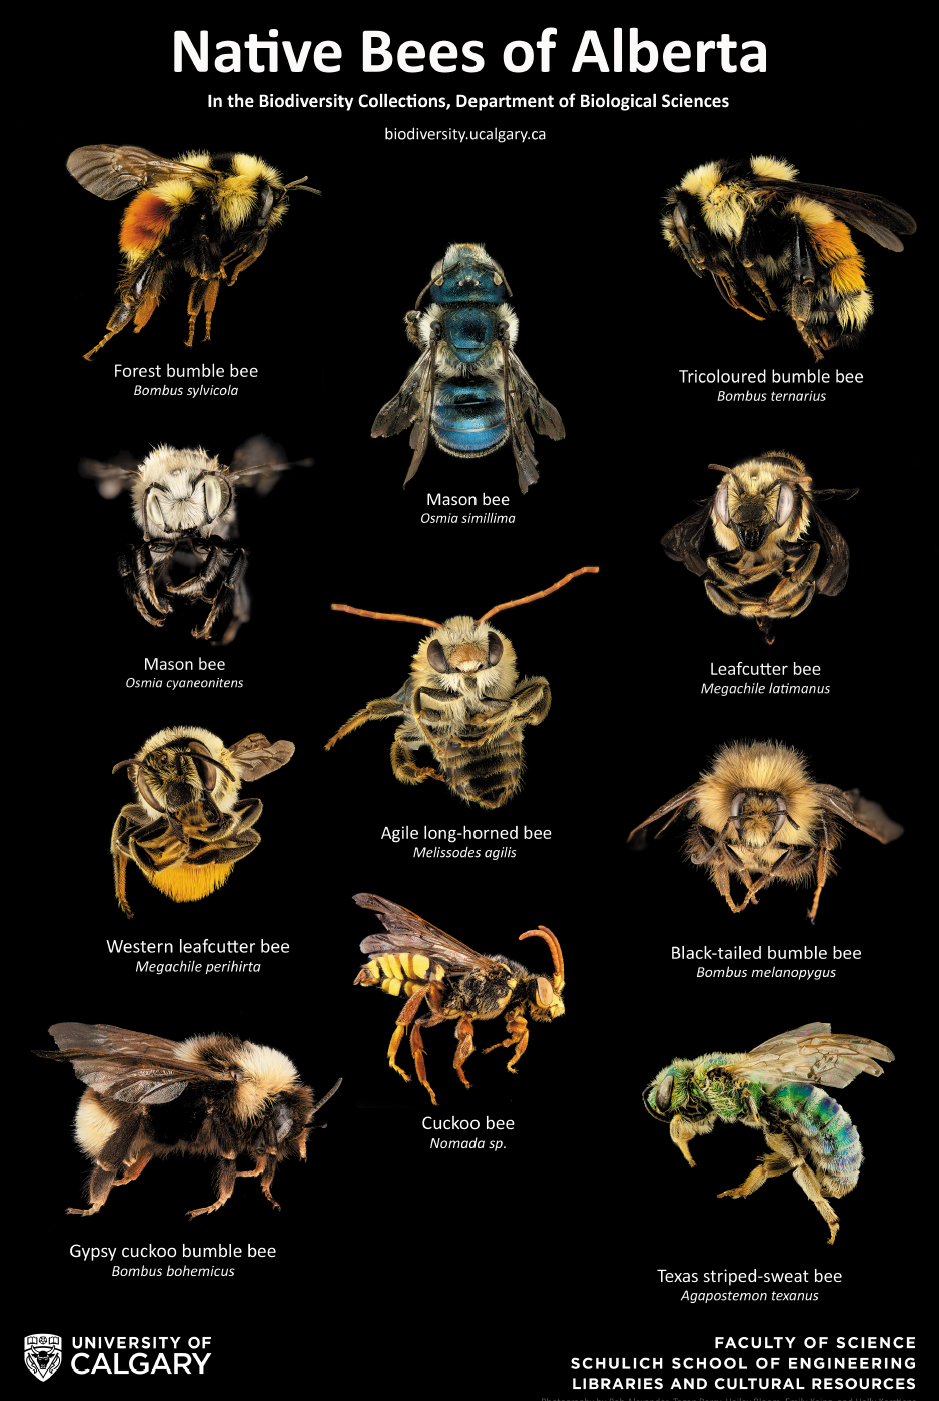 Native Bees of Alberta
In the Biodiversity Collections, Department of Biological Sciences
biodiversity.ucalgary.ca
Forest bumble bee
Bombus sylvicola
Tricoloured bumble bee
Bombus ternarius
Mason bee
Osmia simillima
Mason bee
Osmia cyaneonitens
Leafcutter bee
Megachile latimanus
Agile long-horned bee
Melissodes agilis
Western leafcutter bee
Megachile perihirta
Black-tailed bumble bee
Bombus melanopygus
Cuckoo bee
Nomada sp.
Gypsy cuckoo bumble bee
Bombus bohemicus
Texas striped-sweat bee
Agapostemon texanus
UNIVERSITY OF
CALGARY
FACULTY OF SCIENCE
SCHULICH SCHOOL OF ENGINEERING
LIBRARIES AND CULTURAL RESOURCES